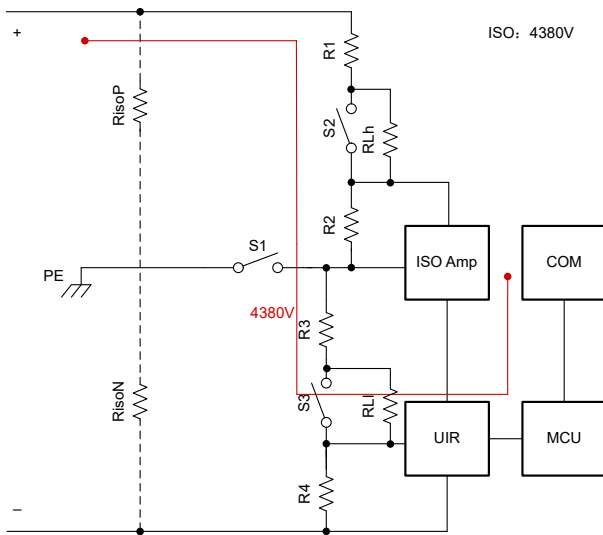 +
ISO：4380V
R1
RisoP
S2
RLh
R2
S1
PE
ISO Amp
COM
4380V
R3
RisoN
S3
RLl
UIR
MCU
R4
–